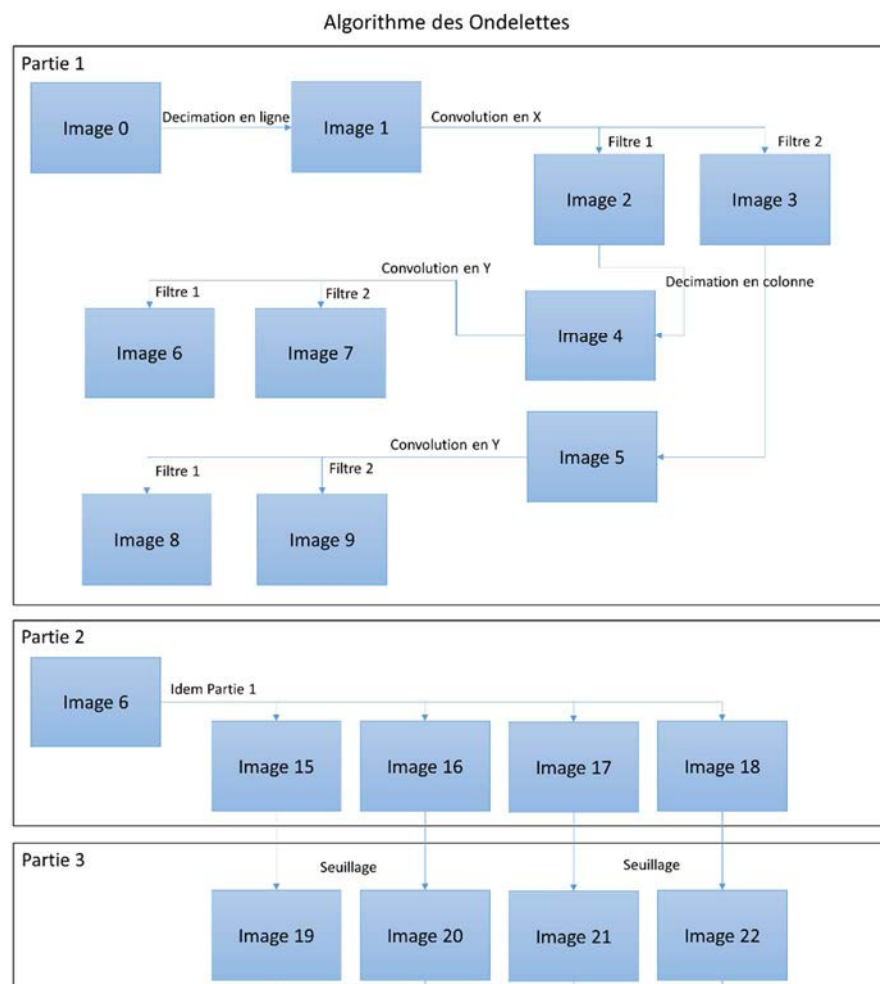 Algorithme des Ondelettes
Partie 1
Image 0
Decimation en ligne
Image 1
Convolution en X
Filtre 1
Filtre 2
Image 2
Image 3
Convolution en Y
Decimation en colonne
Filtre 1
Filtre 2
Image 4
Image 6
Image 7
Convolution en Y
Image 5
Filtre 1
Filtre 2
Image 8
Image 9
Partie 2
Image 6
Idem Partie 1
Image 15
Image 16
Image 17
Image 18
Partie 3
Seuillage
Seuillage
Image 19
Image 20
Image 21
Image 22